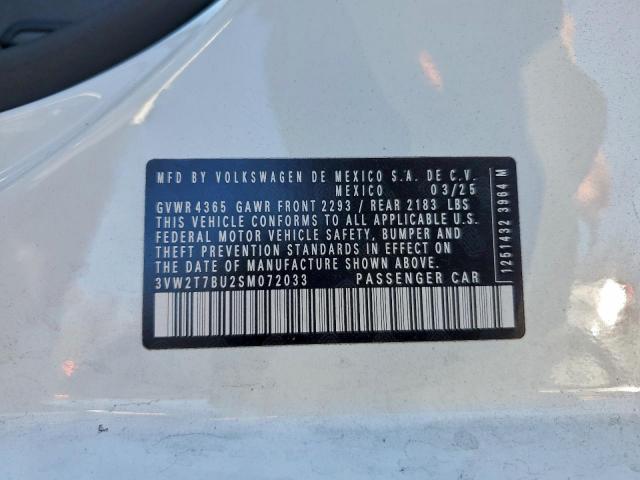 MFD BY VOLKSWAGEN DE MEXICO S.A. DE C.V.
MEXICO 03/25
GVWR 4365 GAWR FRONT 2293 / REAR 2183 LBS
THIS VEHICLE CONFORMS TO ALL APPLICABLE U.S.
FEDERAL MOTOR VEHICLE SAFETY, BUMPER AND
THEFT PREVENTION STANDARDS IN EFFECT ON
THE DATE OF MANUFACTURE SHOWN ABOVE.
3VW2T7BU2SM072033 PASSENGER CAR
1251432 3964 M